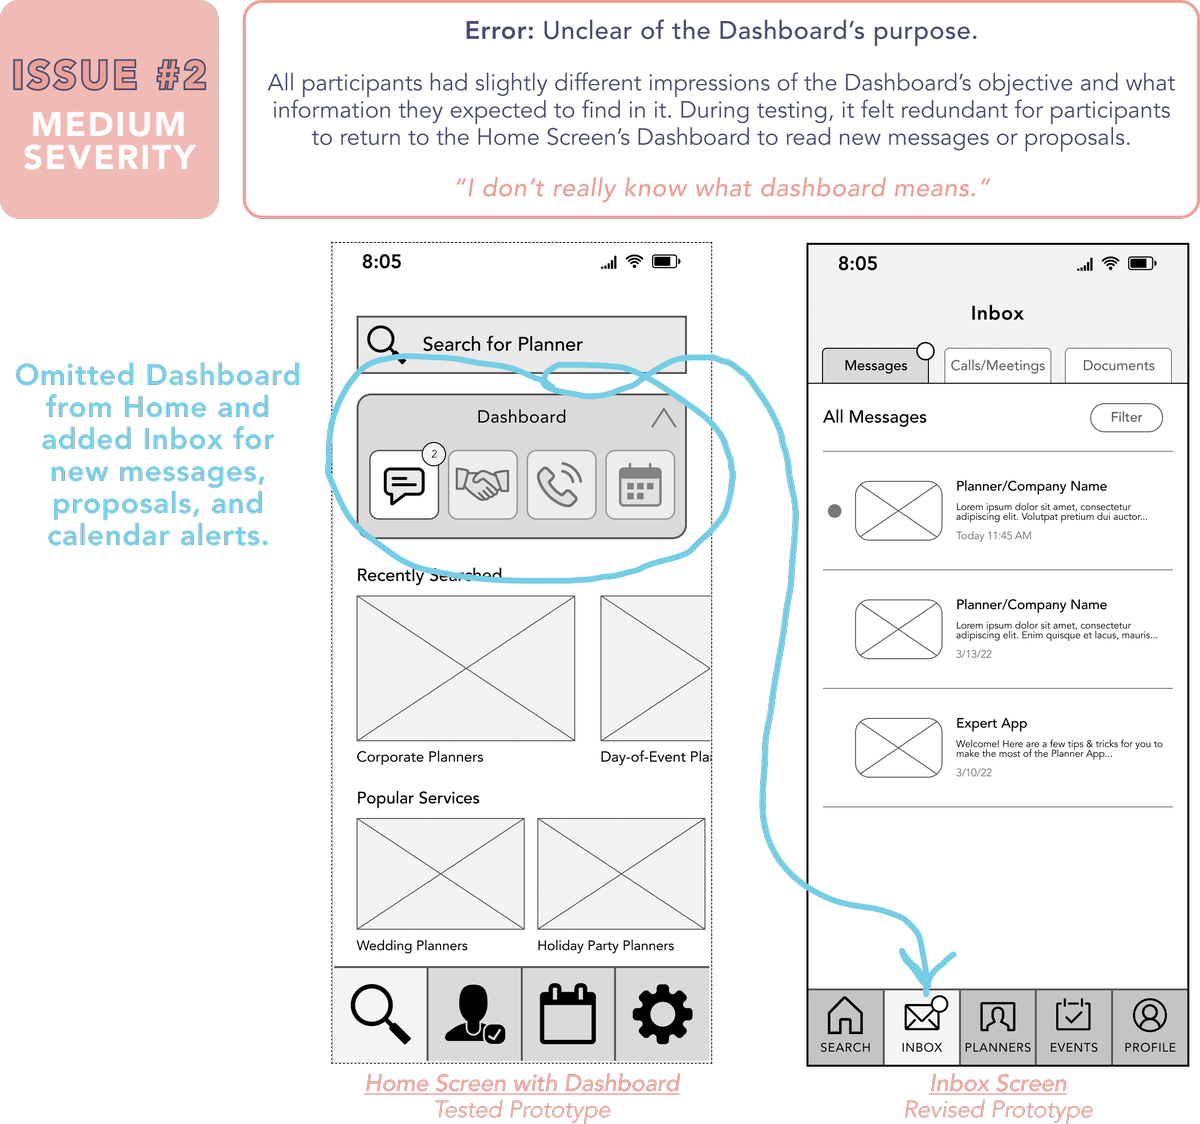 ISSUE #2
MEDIUM
SEVERITY
Error: Unclear of the Dashboard's purpose.
All participants had slightly different impressions of the Dashboard's objective and what
information they expected to find in it. During testing, it felt redundant for participants
to return to the Home Screen's Dashboard to read new messages or proposals.
“I don't really know what dashboard means.”
Omitted Dashboard
from Home and
added Inbox for
new messages,
proposals, and
calendar alerts.
8:05
Search for Planner
Dashboard
2
Recently Searched
Corporate Planners
Day-of-Event Pla
Popular Services
Wedding Planners
Holiday Party Planners
Home Screen with Dashboard
Tested Prototype
8:05
Inbox
Messages
Calls/Meetings
Documents
All Messages
Filter
Planner/Company Name
Lorem ipsum dolor sit amet, consectetur
adipiscing elit. Volutpat pretium dui auctor...
Today 11:45 AM
Planner/Company Name
Lorem ipsum dolor sit amet, consectetur
adipiscing elit. Enim quisque et lacus, mauris...
3/13/22
Expert App
Welcome! Here are a few tips & tricks for you to
make the most of the Planner App...
3/10/22
SEARCH
INBOX
PLANNERS
EVENTS
PROFILE
Inbox Screen
Revised Prototype